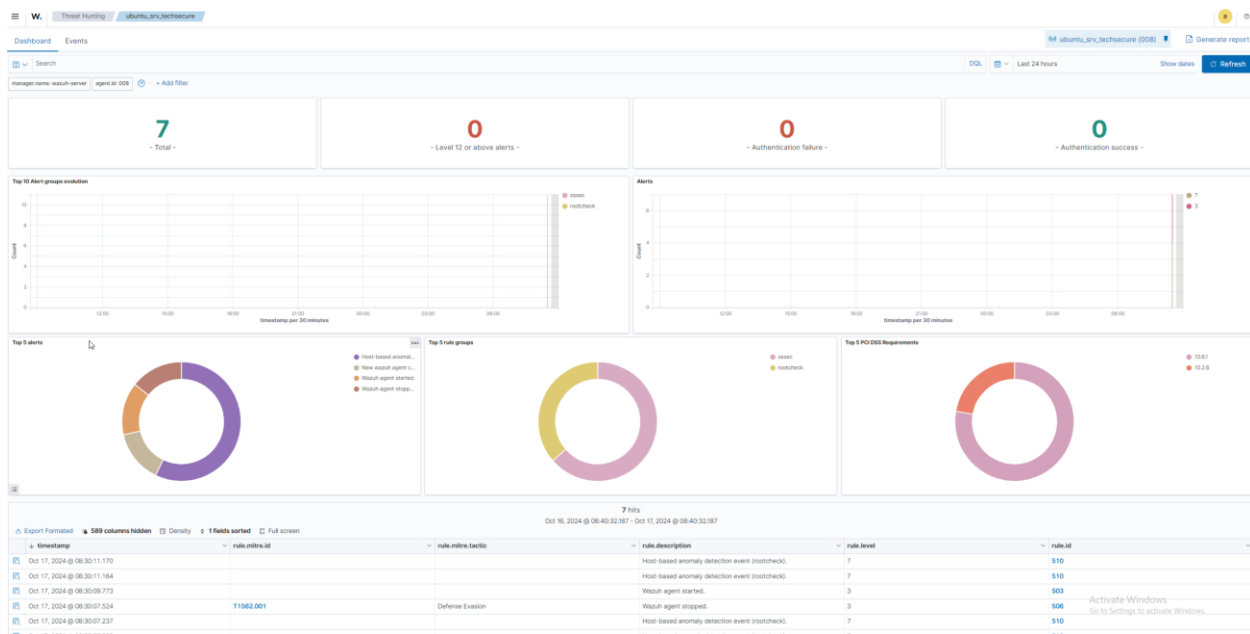 W. Threat Hunting ubuntu_srv_techsecure a
Dashboard Events ubuntu_srv_techsecure (008) Generate report
Search DQL Last 24 hours Show dates Refresh
manager.name: wazuh-server agent.id: 008 + Add filter
7 0 0 0
- Total - - Level 12 or above alerts - - Authentication failure - - Authentication success -
Top 10 Alert groups evolution
ossec
rootcheck
10
8
6
4
2
0
Count
12:00 15:00 18:00 21:00 00:00 03:00 06:00
timestamp per 30 minutes
Alerts
7
3
6
4
2
0
Count
12:00 15:00 18:00 21:00 00:00 03:00 06:00
timestamp per 30 minutes
Top 5 alerts
Host-based anomal...
New wazuh agent c...
Wazuh agent started.
Wazuh agent stopp...
Top 5 rule groups
ossec
rootcheck
Top 5 PCI DSS Requirements
10.6.1
10.2.6
7 hits
Oct 16, 2024 @ 08:40:32.187 - Oct 17, 2024 @ 08:40:32.187
Export Formated 589 columns hidden Density 1 fields sorted Full screen
timestamp rule.mitre.id rule.mitre.tactic rule.description rule.level rule.id
Oct 17, 2024 @ 08:30:11.170 Host-based anomaly detection event (rootcheck). 7 510
Oct 17, 2024 @ 08:30:11.164 Host-based anomaly detection event (rootcheck). 7 510
Oct 17, 2024 @ 08:30:09.773 Wazuh agent started. 3 503
Oct 17, 2024 @ 08:30:07.524 T1562.001 Defense Evasion Wazuh agent stopped. 3 506
Oct 17, 2024 @ 08:30:07.237 Host-based anomaly detection event (rootcheck). 7 510
Activate Windows
Go to Settings to activate Windows.